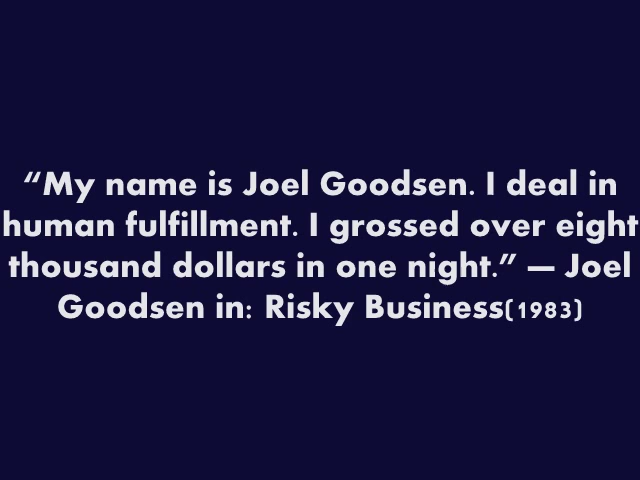 “My name is Joel Goodsen. I deal in
human fulfillment. I grossed over eight
thousand dollars in one night.” — Joel
Goodsen in: Risky Business(1983)